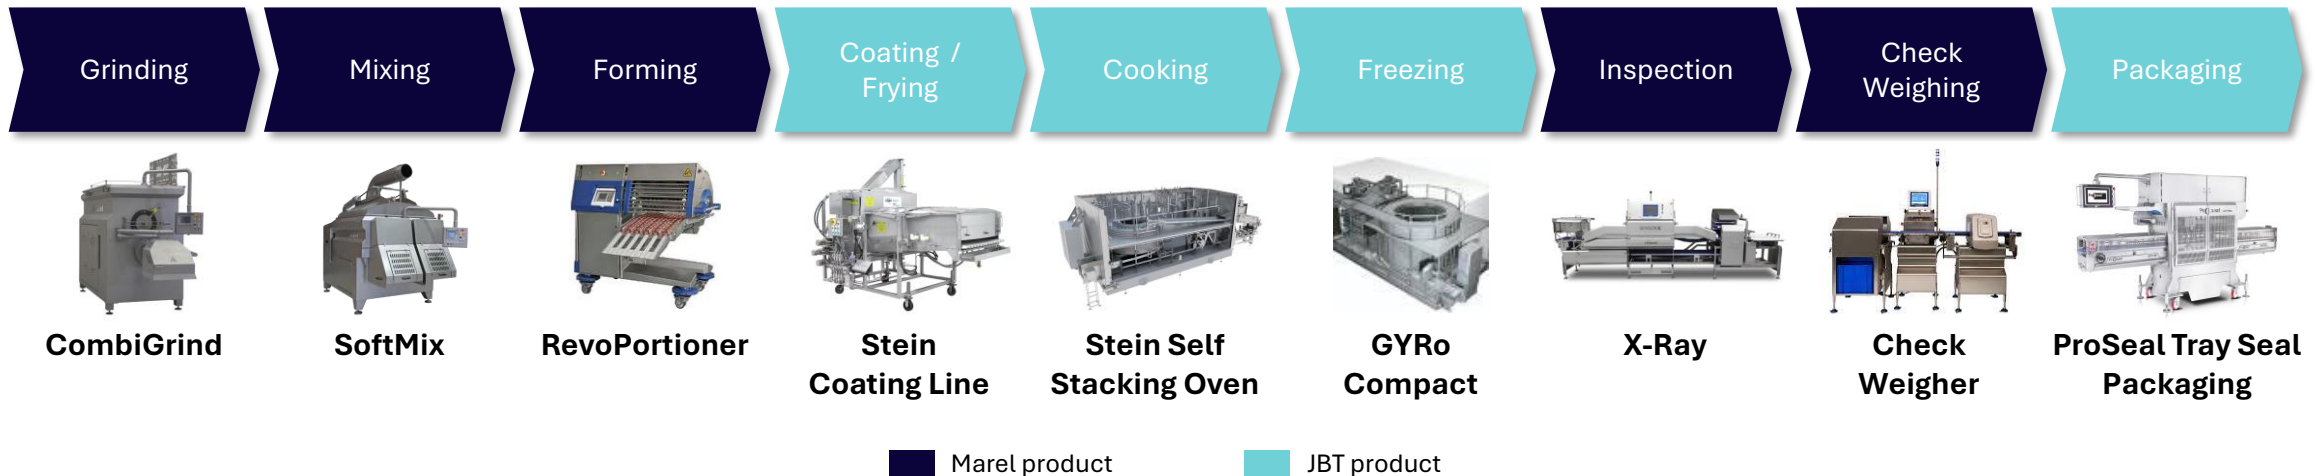 Grinding
Mixing
Forming
Coating /
Frying
Cooking
Freezing
Inspection
Check
Weighing
Packaging
CombiGrind
SoftMix
RevoPortioner
Stein
Coating Line
Stein Self
Stacking Oven
GYRo
Compact
X-Ray
Check
Weigher
ProSeal Tray Seal
Packaging
Marel product
JBT product